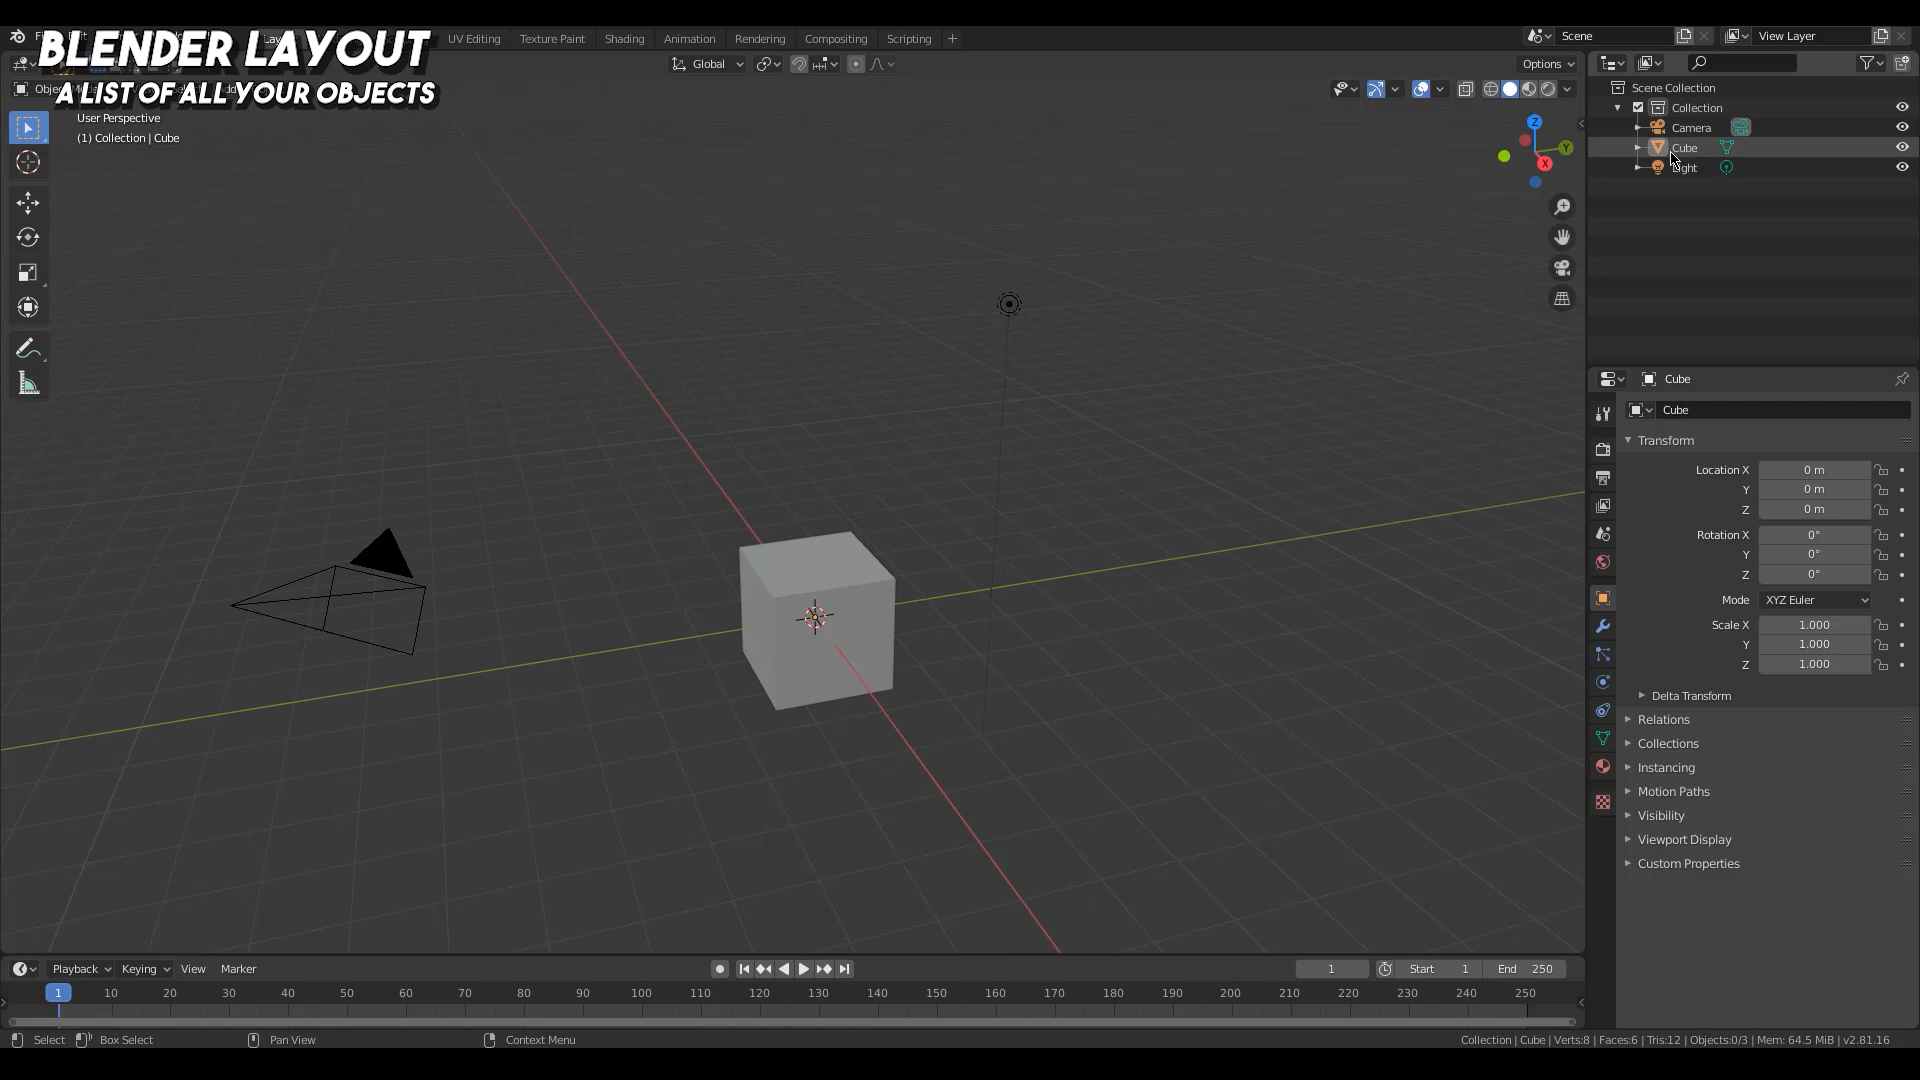 BLENDER LAYOUT
A LIST OF ALL YOUR OBJECTS
UV Editing Texture Paint Shading Animation Rendering Compositing Scripting +
Scene
View Layer
Global
Options
User Perspective
(1) Collection | Cube
Z
Y
X
Scene Collection
Collection
Camera
Cube
Light
Cube
Cube
Transform
Location X 0 m
Y 0 m
Z 0 m
Rotation X 0°
Y 0°
Z 0°
Mode XYZ Euler
Scale X 1.000
Y 1.000
Z 1.000
Delta Transform
Relations
Collections
Instancing
Motion Paths
Visibility
Viewport Display
Custom Properties
Playback Keying View Marker
1 Start 1 End 250
1 10 20 30 40 50 60 70 80 90 100 110 120 130 140 150 160 170 180 190 200 210 220 230 240 250
Select Box Select Pan View Context Menu
Collection | Cube | Verts:8 | Faces:6 | Tris:12 | Objects:0/3 | Mem: 64.5 MiB | v2.81.16